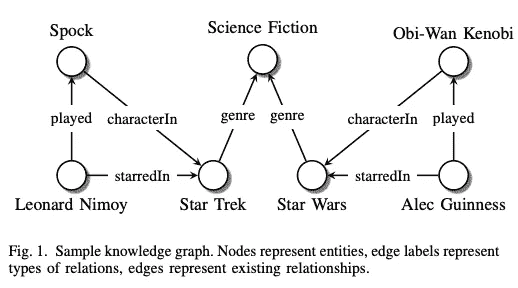 Spock
Science Fiction
Obi-Wan Kenobi
played
characterIn
genre
genre
characterIn
played
starredIn
starredIn
Leonard Nimoy
Star Trek
Star Wars
Alec Guinness
Fig. 1. Sample knowledge graph. Nodes represent entities, edge labels represent
types of relations, edges represent existing relationships.